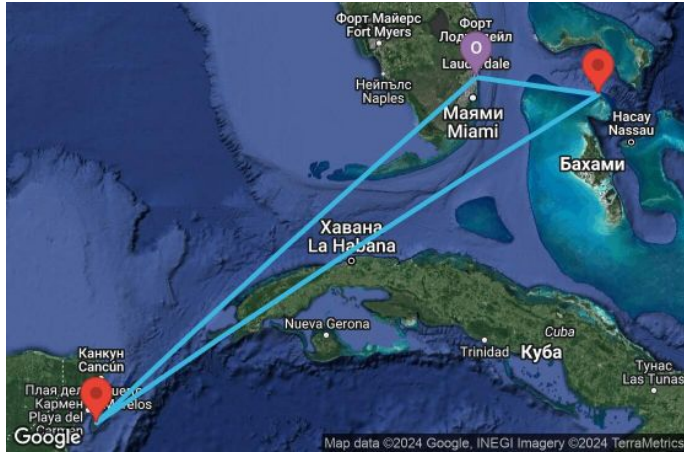 Форт Майерс
Fort Myers
Форт
Lauderdale
O
Нейпълс
Naples
Маями
Miami
Насау
Nassau
Бахами
Хавана
La Habana
Nueva Gerona
Trinidad
Cuba
Куба
Тунас
Las Tunas
Канкун
Cancún
Плая дел
Кармен
Playa del
Carmen
Google
Map data ©2024 Google, INEGI Imagery ©2024 TerraMetrics